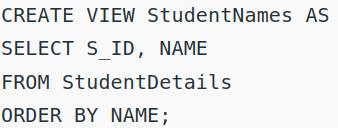 CREATE VIEW StudentNames AS
SELECT S_ID, NAME
FROM StudentDetails
ORDER BY NAME;